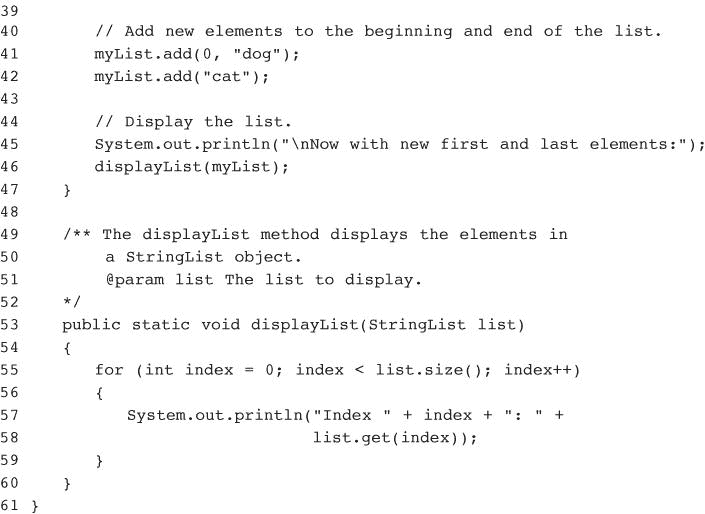 39
40 // Add new elements to the beginning and end of the list.
41 myList.add(0, "dog");
42 myList.add("cat");
43
44 // Display the list.
45 System.out.println("\nNow with new first and last elements:");
46 displayList(myList);
47 }
48
49 /** The displayList method displays the elements in
50 a StringList object.
51 @param list The list to display.
52 */
53 public static void displayList(StringList list)
54 {
55 for (int index = 0; index < list.size(); index++)
56 {
57 System.out.println("Index " + index + ": " +
58 list.get(index));
59 }
60 }
61 }